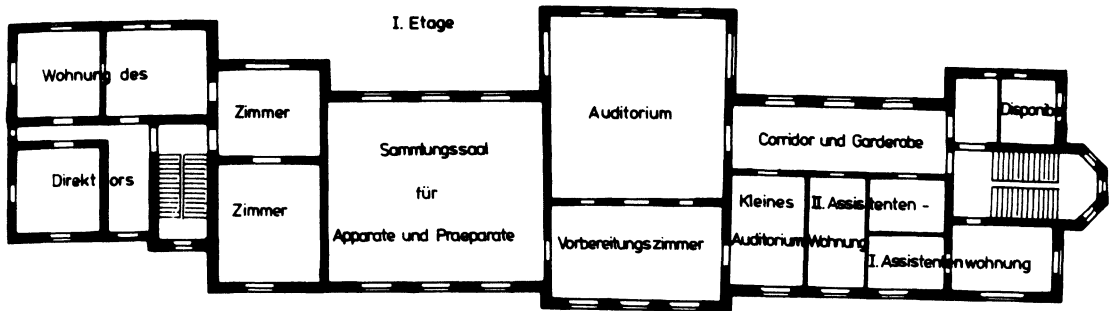 I. Etage
Wohnung des
Direktors
Zimmer
Zimmer
Sammlungssaal
für
Apparate und Praeparate
Auditorium
Vorbereitungszimmer
Corridor und Garderobe
Kleines
Auditorium
II. Assistenten -
Wohnung
I. Assistentenwohnung
Disponibel